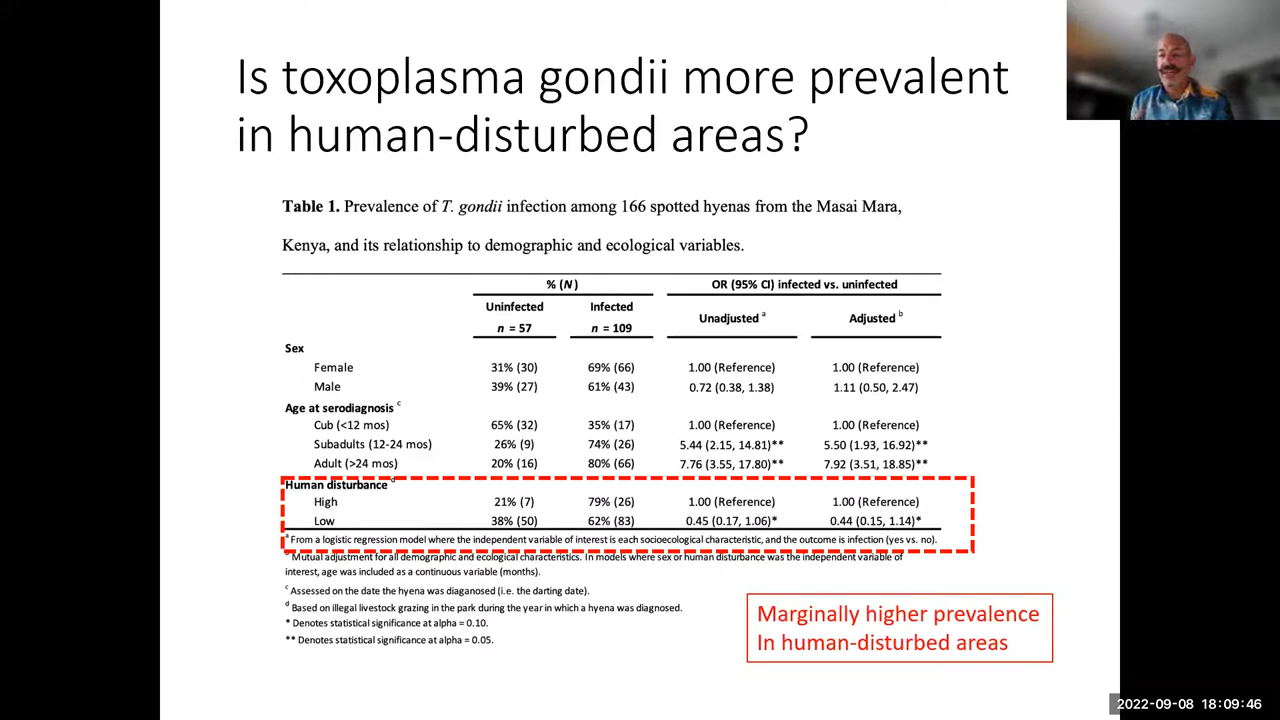 Is toxoplasma gondii more prevalent
in human-disturbed areas?
Table 1. Prevalence of T. gondii infection among 166 spotted hyenas from the Masai Mara,
Kenya, and its relationship to demographic and ecological variables.
% (N) OR (95% CI) infected vs. uninfected
Uninfected Infected Unadjusted a Adjusted b
n = 57 n = 109
Sex
Female 31% (30) 69% (66) 1.00 (Reference) 1.00 (Reference)
Male 39% (27) 61% (43) 0.72 (0.38, 1.38) 1.11 (0.50, 2.47)
Age at serodiagnosis c
Cub (<12 mos) 65% (32) 35% (17) 1.00 (Reference) 1.00 (Reference)
Subadults (12-24 mos) 26% (9) 74% (26) 5.44 (2.15, 14.81)** 5.50 (1.93, 16.92)**
Adult (>24 mos) 20% (16) 80% (66) 7.76 (3.55, 17.80)** 7.92 (3.51, 18.85)**
Human disturbance d
High 21% (7) 79% (26) 1.00 (Reference) 1.00 (Reference)
Low 38% (50) 62% (83) 0.45 (0.17, 1.06)* 0.44 (0.15, 1.14)*
a From a logistic regression model where the independent variable of interest is each socioecological characteristic, and the outcome is infection (yes vs. no).
Mutual adjustment for all demographic and ecological characteristics. In models where sex or human disturbance was the independent variable of
interest, age was included as a continuous variable (months).
c Assessed on the date the hyena was diaganosed (i.e. the darting date).
d Based on illegal livestock grazing in the park during the year in which a hyena was diagnosed.
* Denotes statistical significance at alpha = 0.10.
** Denotes statistical significance at alpha = 0.05.
Marginally higher prevalence
In human-disturbed areas
2022-09-08 18:09:46